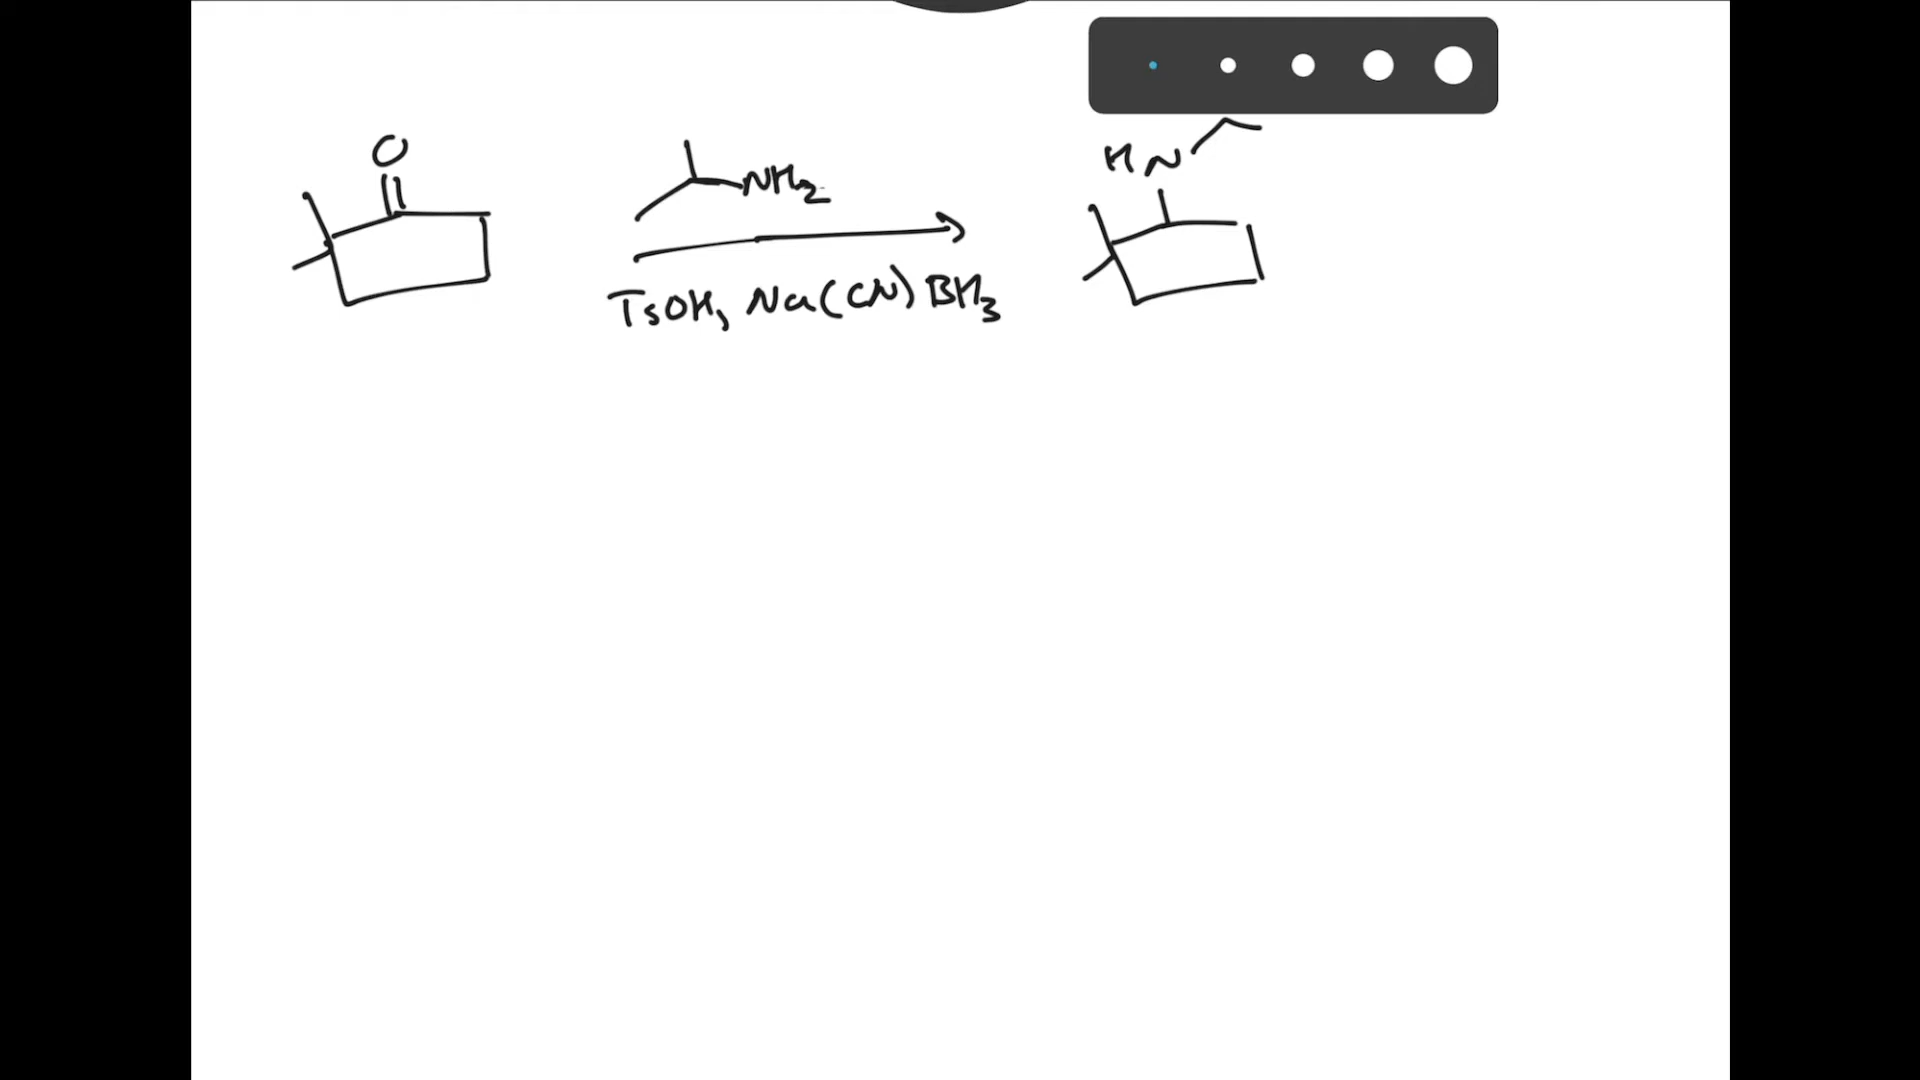 O
NH₂
HN
TsOH, Na(CN)BH₃